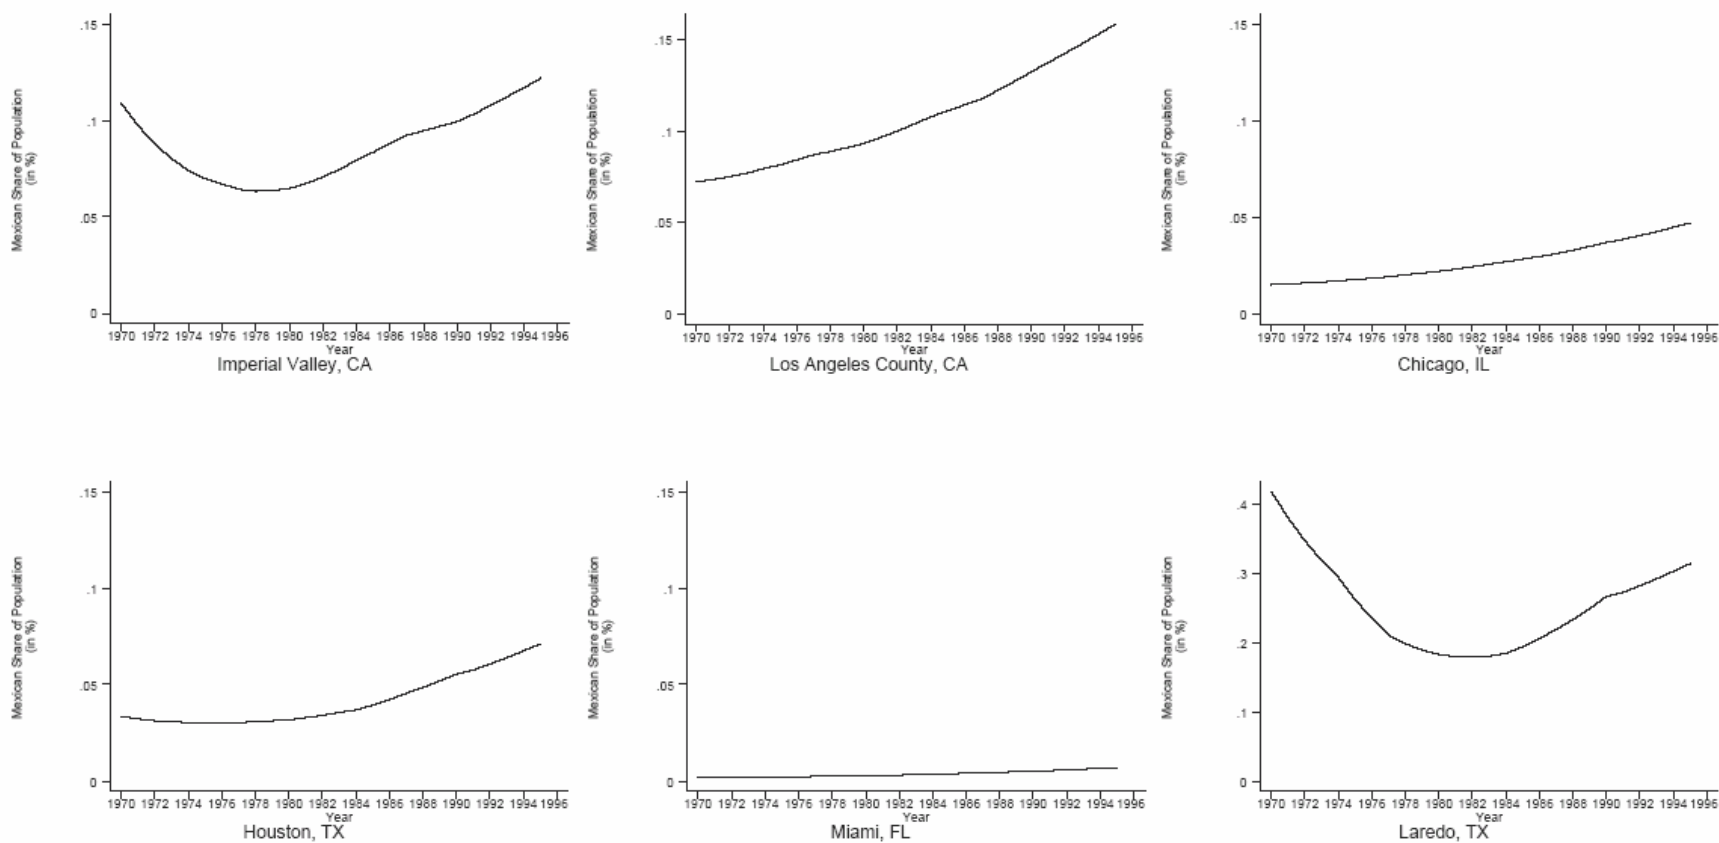 Mexican Share of Population
(in %)
.15
.1
.05
0
1970 1972 1974 1976 1978 1980 1982 1984 1986 1988 1990 1992 1994 1996
Year
Imperial Valley, CA
Mexican Share of Population
(in %)
.15
.1
.05
0
1970 1972 1974 1976 1978 1980 1982 1984 1986 1988 1990 1992 1994 1996
Year
Los Angeles County, CA
Mexican Share of Population
(in %)
.15
.1
.05
0
1970 1972 1974 1976 1978 1980 1982 1984 1986 1988 1990 1992 1994 1996
Year
Chicago, IL
Mexican Share of Population
(in %)
.15
.1
.05
0
1970 1972 1974 1976 1978 1980 1982 1984 1986 1988 1990 1992 1994 1996
Year
Houston, TX
Mexican Share of Population
(in %)
.15
.1
.05
0
1970 1972 1974 1976 1978 1980 1982 1984 1986 1988 1990 1992 1994 1996
Year
Miami, FL
Mexican Share of Population
(in %)
.4
.3
.2
.1
0
1970 1972 1974 1976 1978 1980 1982 1984 1986 1988 1990 1992 1994 1996
Year
Laredo, TX